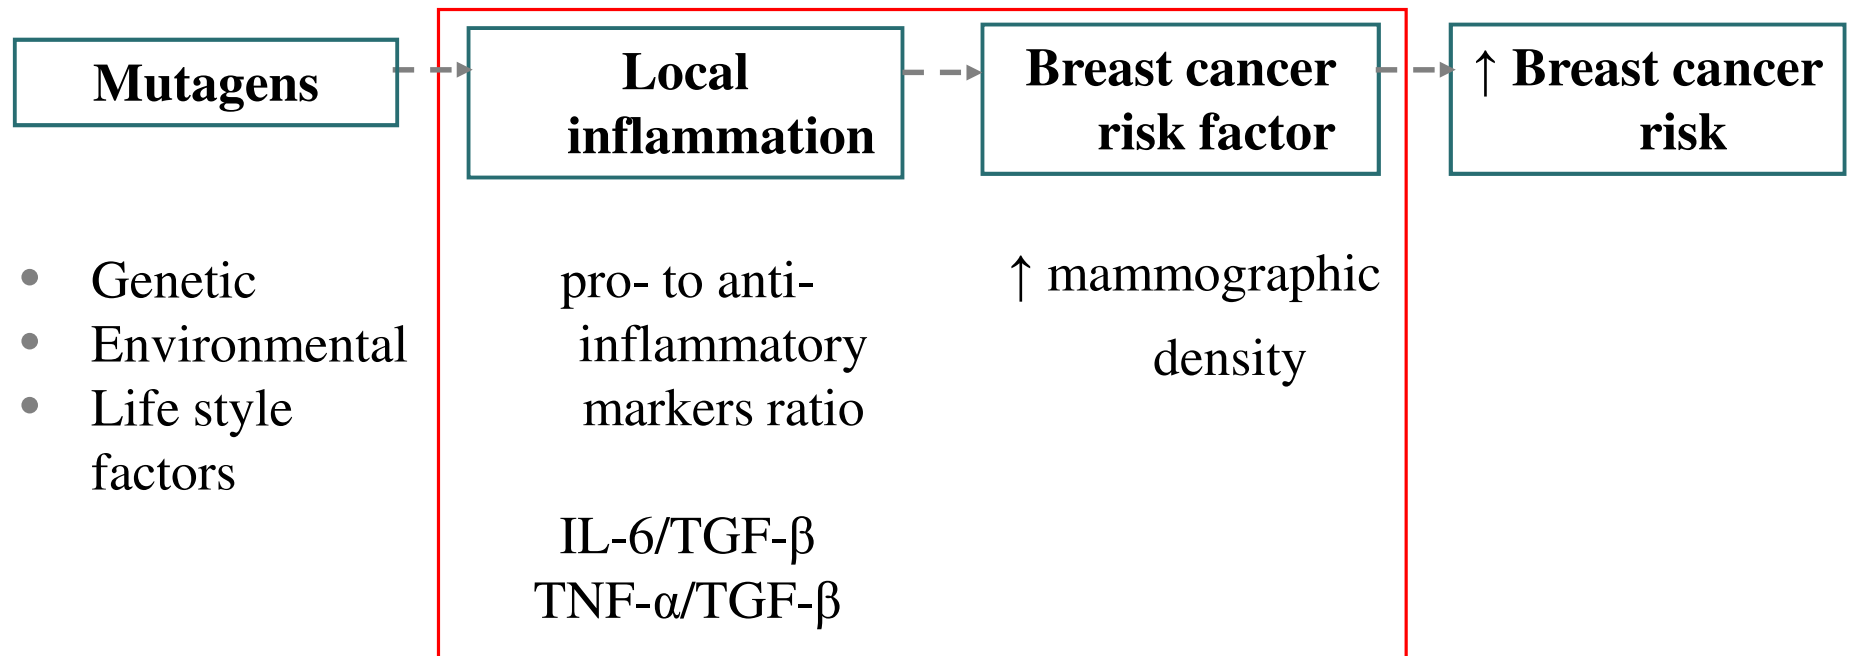 Mutagens
Local
inflammation
Breast cancer
risk factor
↑ Breast cancer
risk
• Genetic
• Environmental
• Life style
factors
pro- to anti-
inflammatory
markers ratio
IL-6/TGF-β
TNF-α/TGF-β
↑ mammographic
density